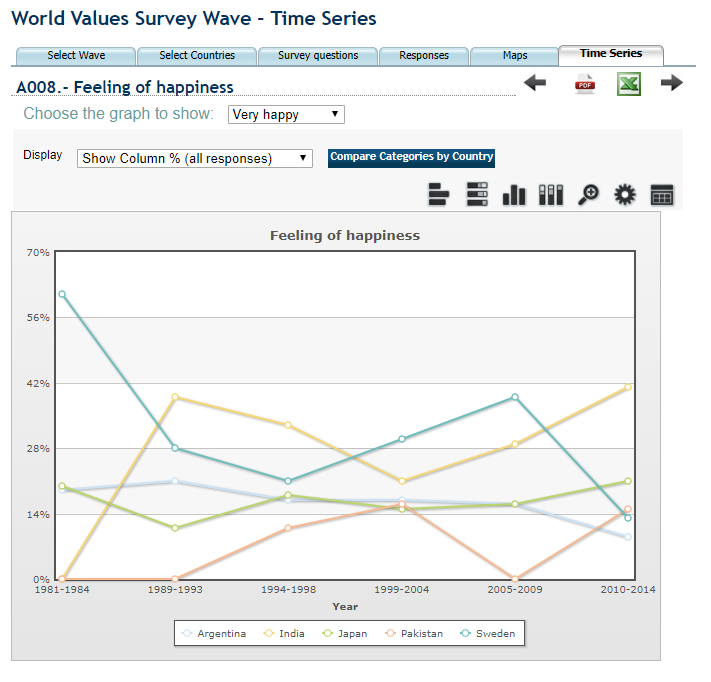 World Values Survey Wave - Time Series
Select Wave Select Countries Survey questions Responses Maps Time Series
A008.- Feeling of happiness
PDF
Choose the graph to show: Very happy
Display Show Column % (all responses) Compare Categories by Country
Feeling of happiness
70%
56%
42%
28%
14%
0%
1981-1984 1989-1993 1994-1998 1999-2004 2005-2009 2010-2014
Year
Argentina India Japan Pakistan Sweden